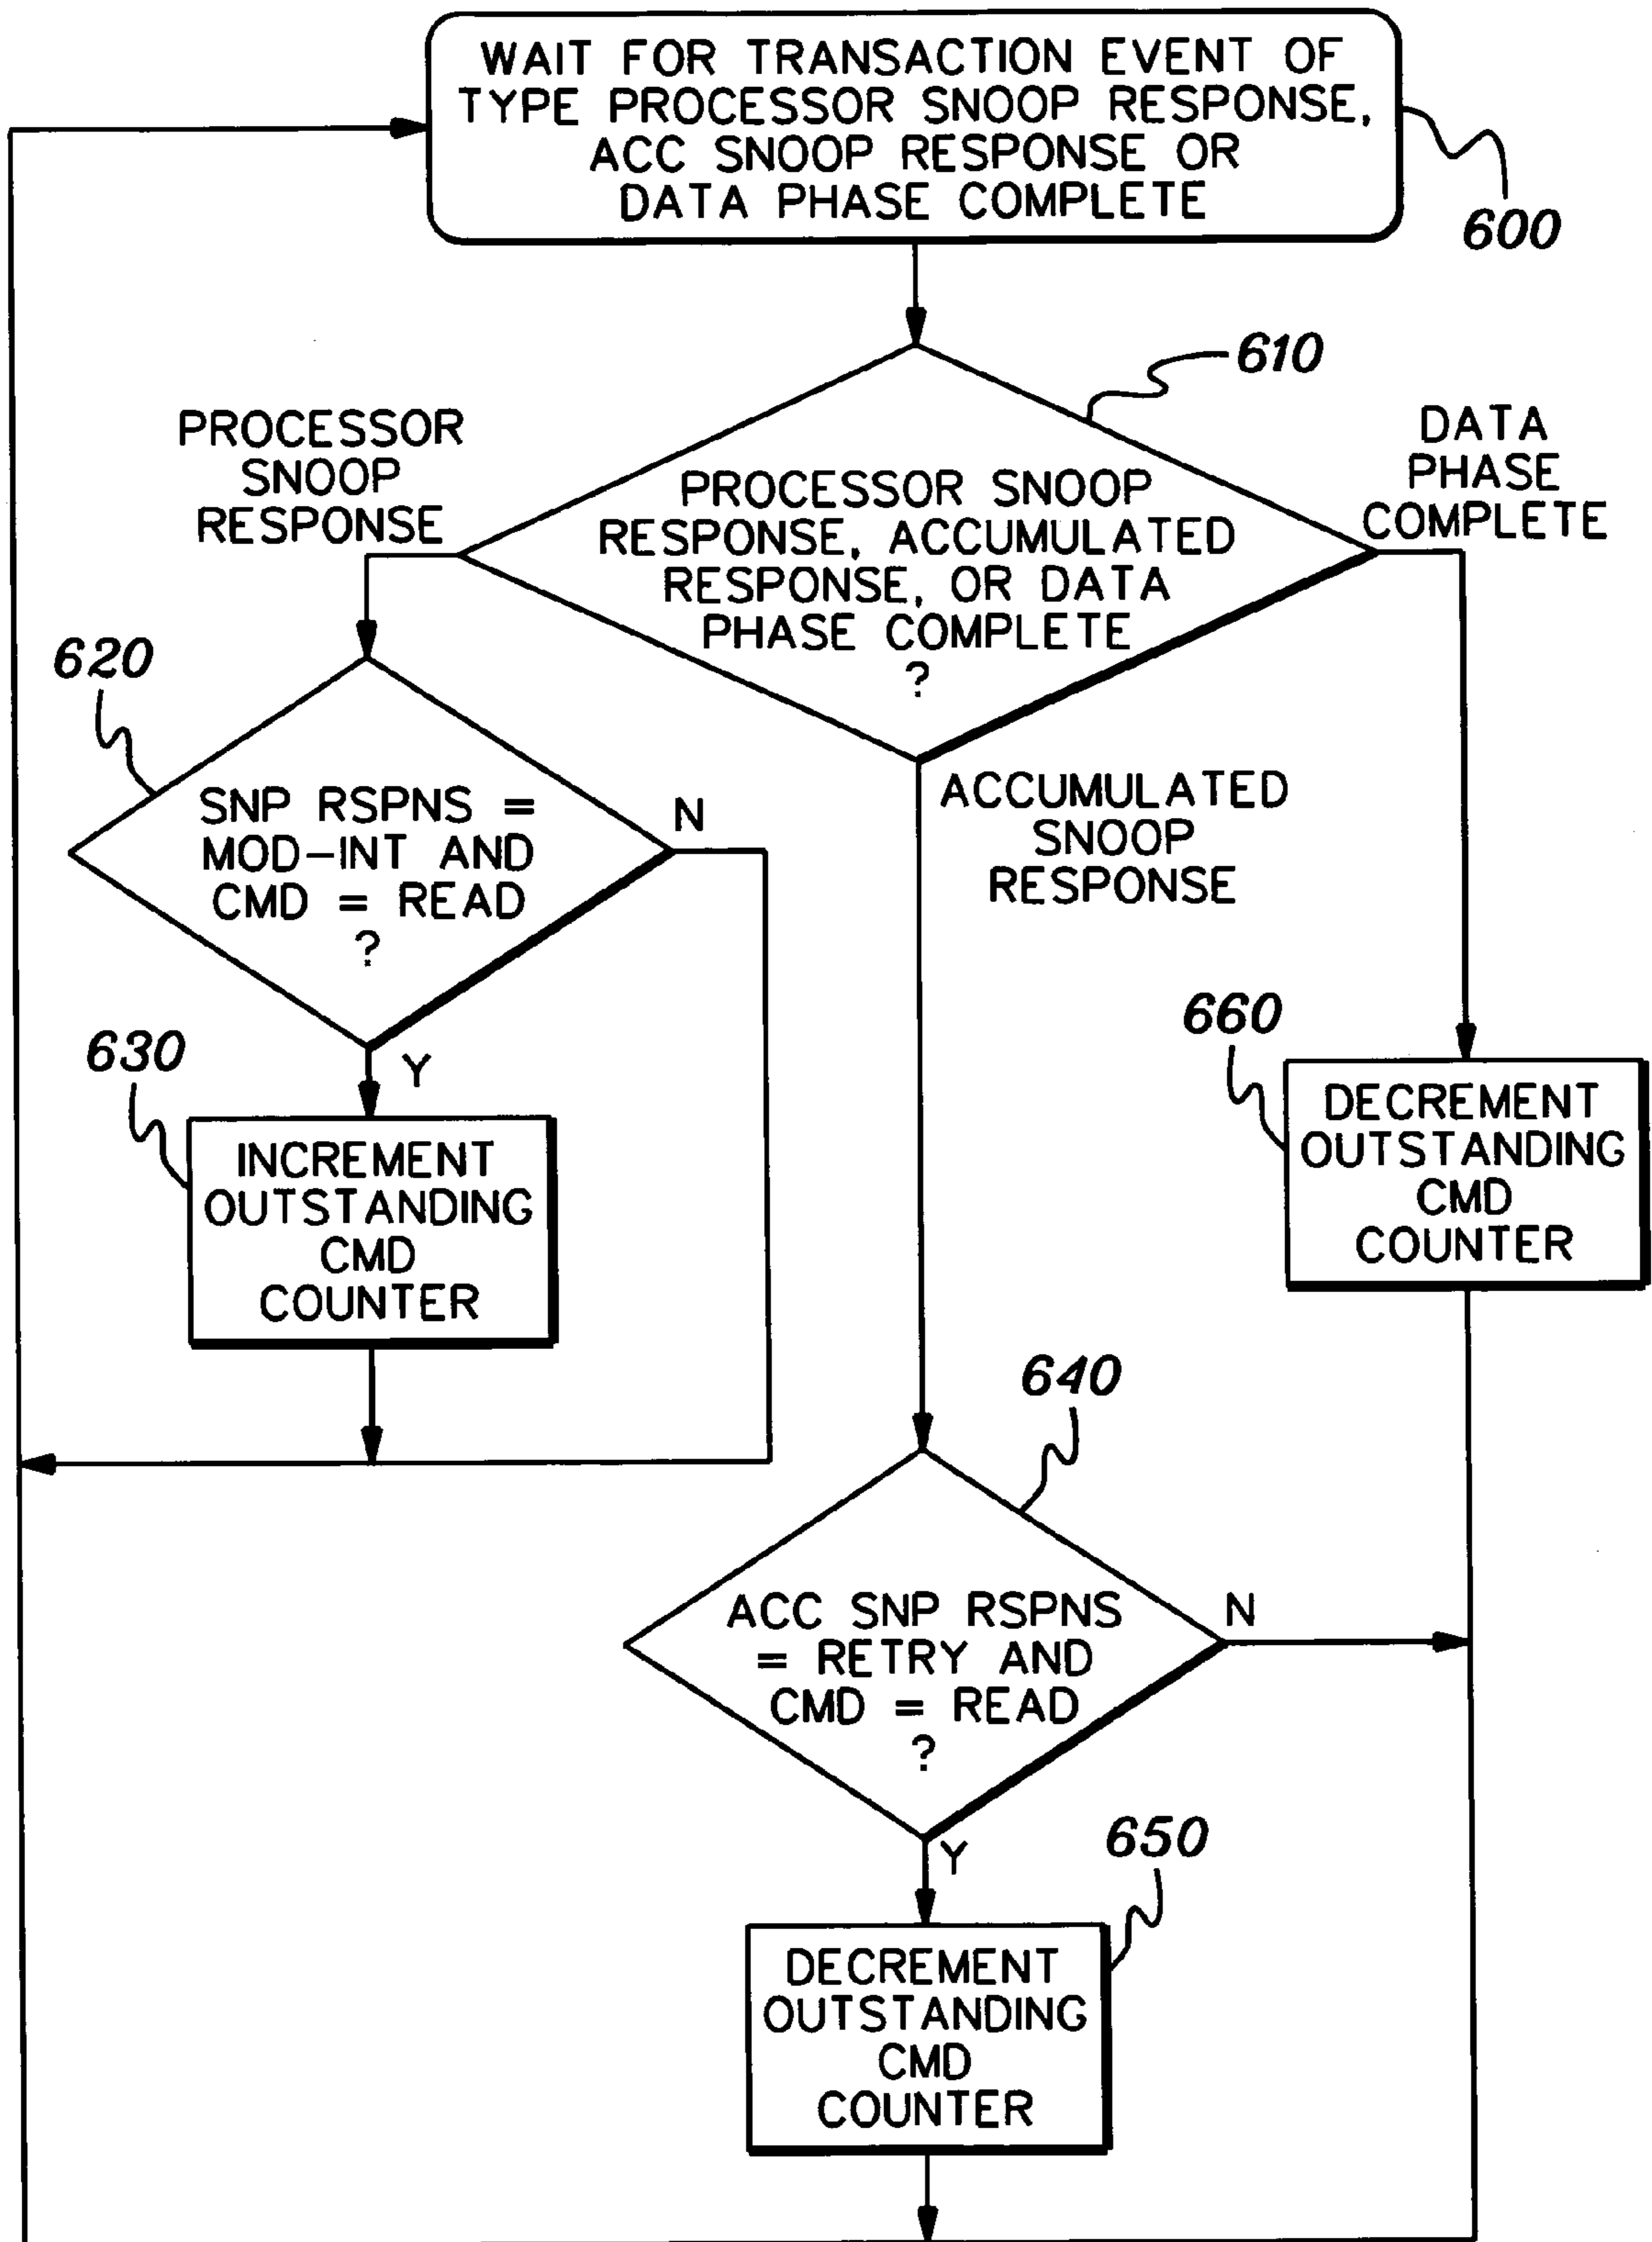 WAIT FOR TRANSACTION EVENT OF
TYPE PROCESSOR SNOOP RESPONSE,
ACC SNOOP RESPONSE OR
DATA PHASE COMPLETE
600
610
PROCESSOR
SNOOP
RESPONSE
PROCESSOR SNOOP
RESPONSE, ACCUMULATED
RESPONSE, OR DATA
PHASE COMPLETE
?
DATA
PHASE
COMPLETE
620
SNP RSPNS =
MOD-INT AND
CMD = READ
?
N
Y
ACCUMULATED
SNOOP
RESPONSE
630
INCREMENT
OUTSTANDING
CMD
COUNTER
660
DECREMENT
OUTSTANDING
CMD
COUNTER
640
ACC SNP RSPNS
= RETRY AND
CMD = READ
?
N
Y
650
DECREMENT
OUTSTANDING
CMD
COUNTER